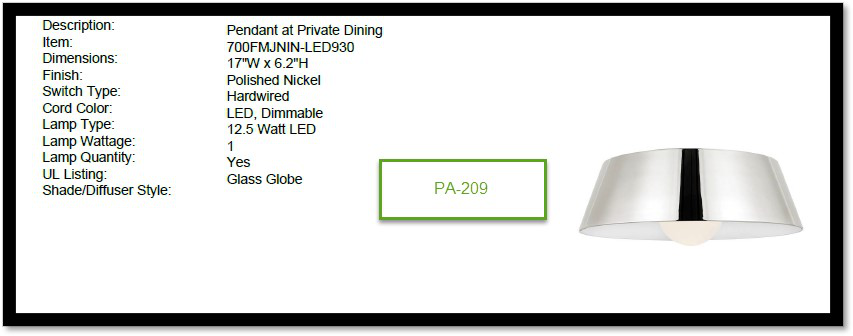 Description: Pendant at Private Dining
Item: 700FMJNIN-LED930
Dimensions: 17"W x 6.2"H
Finish: Polished Nickel
Switch Type: Hardwired
Cord Color: LED, Dimmable
Lamp Type: 12.5 Watt LED
Lamp Wattage: 1
Lamp Quantity: Yes
UL Listing: Glass Globe
Shade/Diffuser Style:
PA-209